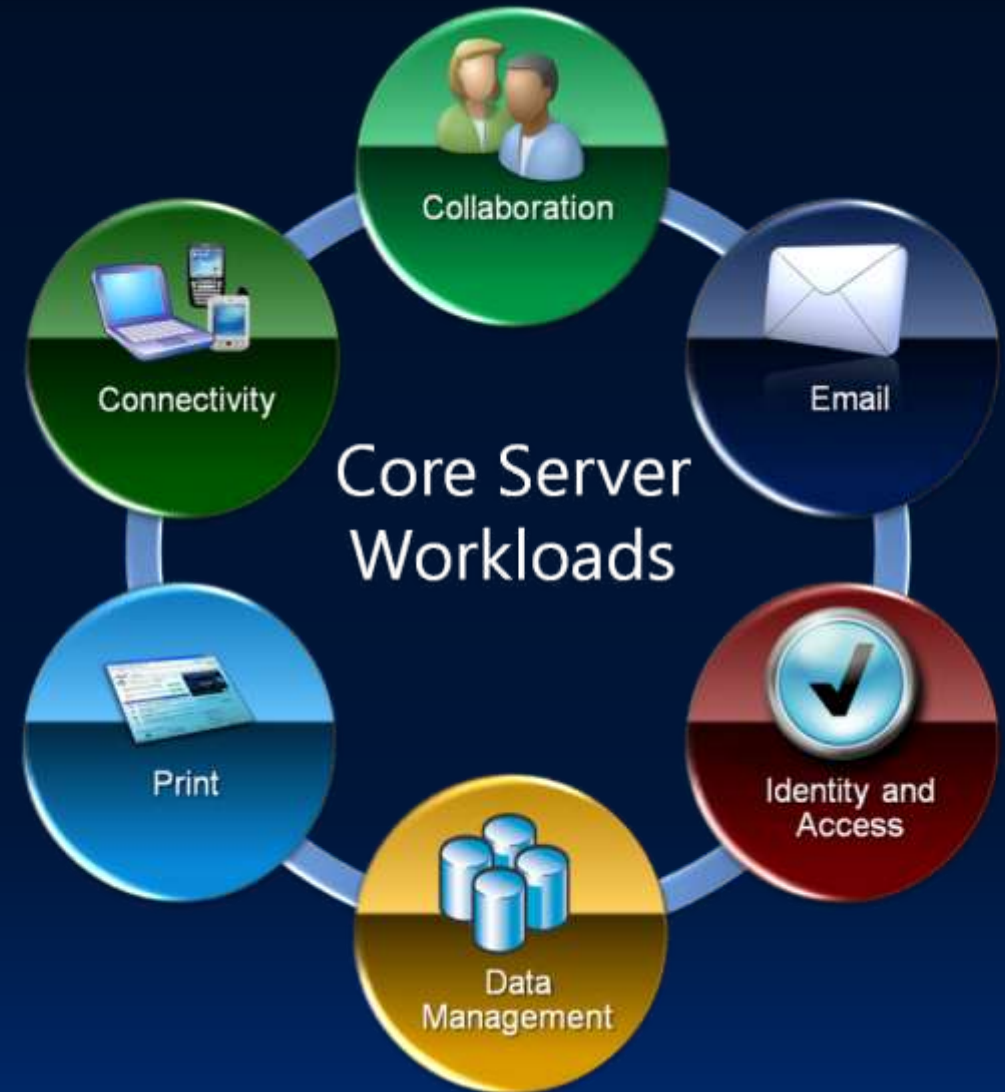 Collaboration
Connectivity
Email
Core Server
Workloads
Print
Identity and
Access
Data
Management